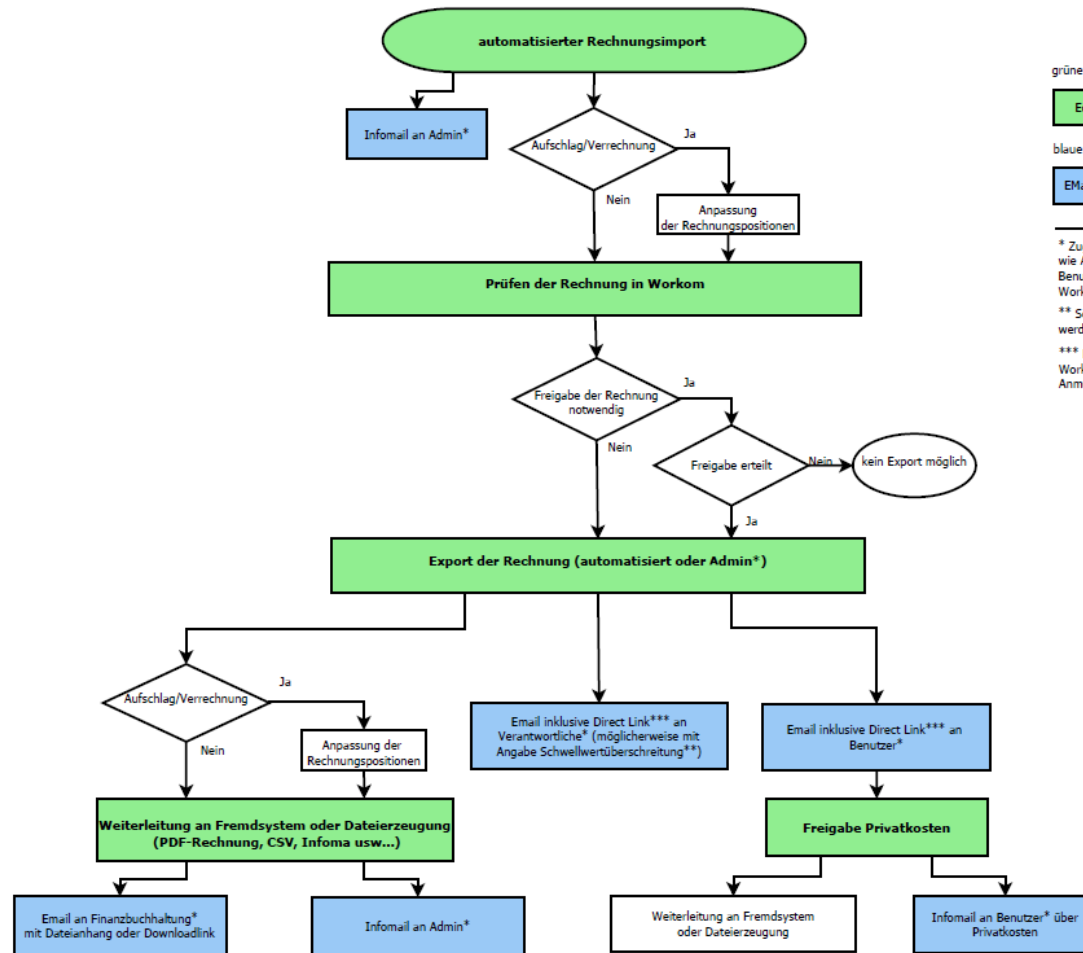 automatisierter Rechnungsimport
Infomail an Admin*
Aufschlag/Verrechnung
Ja
Nein
Anpassung
der Rechnungspositionen
Prüfen der Rechnung in Workom
Freigabe der Rechnung
notwendig
Ja
Nein
Freigabe erteilt
Nein
kein Export möglich
Ja
Export der Rechnung (automatisiert oder Admin*)
Aufschlag/Verrechnung
Ja
Nein
Anpassung der
Rechnungspositionen
Email inklusive Direct Link*** an
Verantwortliche* (möglicherweise mit
Angabe Schwellwertüberschreitung**)
Email inklusive Direct Link*** an
Benutzer*
Weiterleitung an Fremdsystem oder Dateierzeugung
(PDF-Rechnung, CSV, Infoma usw...)
Freigabe Privatkosten
Email an Finanzbuchhaltung*
mit Dateianhang oder Downloadlink
Infomail an Admin*
Weiterleitung an Fremdsystem
oder Dateierzeugung
Infomail an Benutzer* über
Privatkosten
grüne
blaue
* Zu
wie
**
***